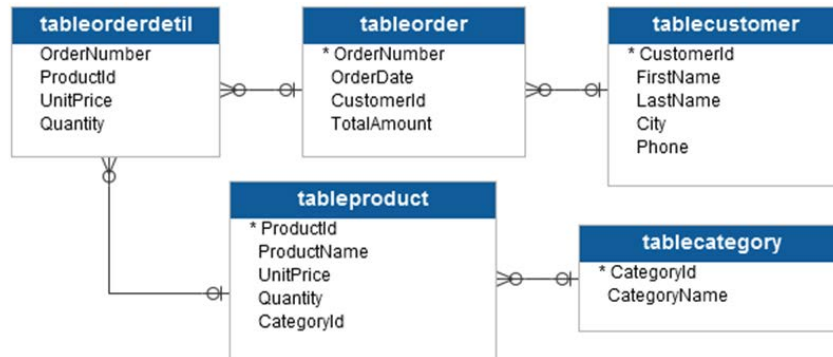 tableorderdetil
OrderNumber
ProductId
UnitPrice
Quantity
tableorder
* OrderNumber
OrderDate
CustomerId
TotalAmount
tablecustomer
* CustomerId
FirstName
LastName
City
Phone
tableproduct
* ProductId
ProductName
UnitPrice
Quantity
CategoryId
tablecategory
* CategoryId
CategoryName